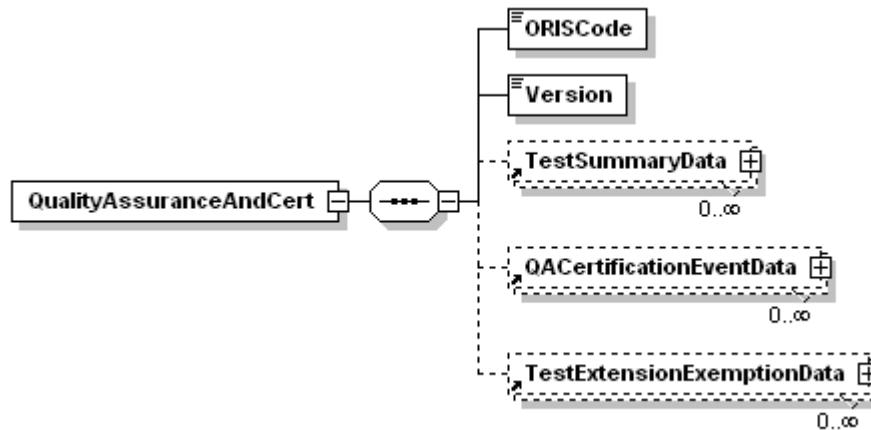 ORISCode
Version
TestSummaryData
0..∞
QualityAssuranceAndCert
QACertificationEventData
0..∞
TestExtensionExemptionData
0..∞